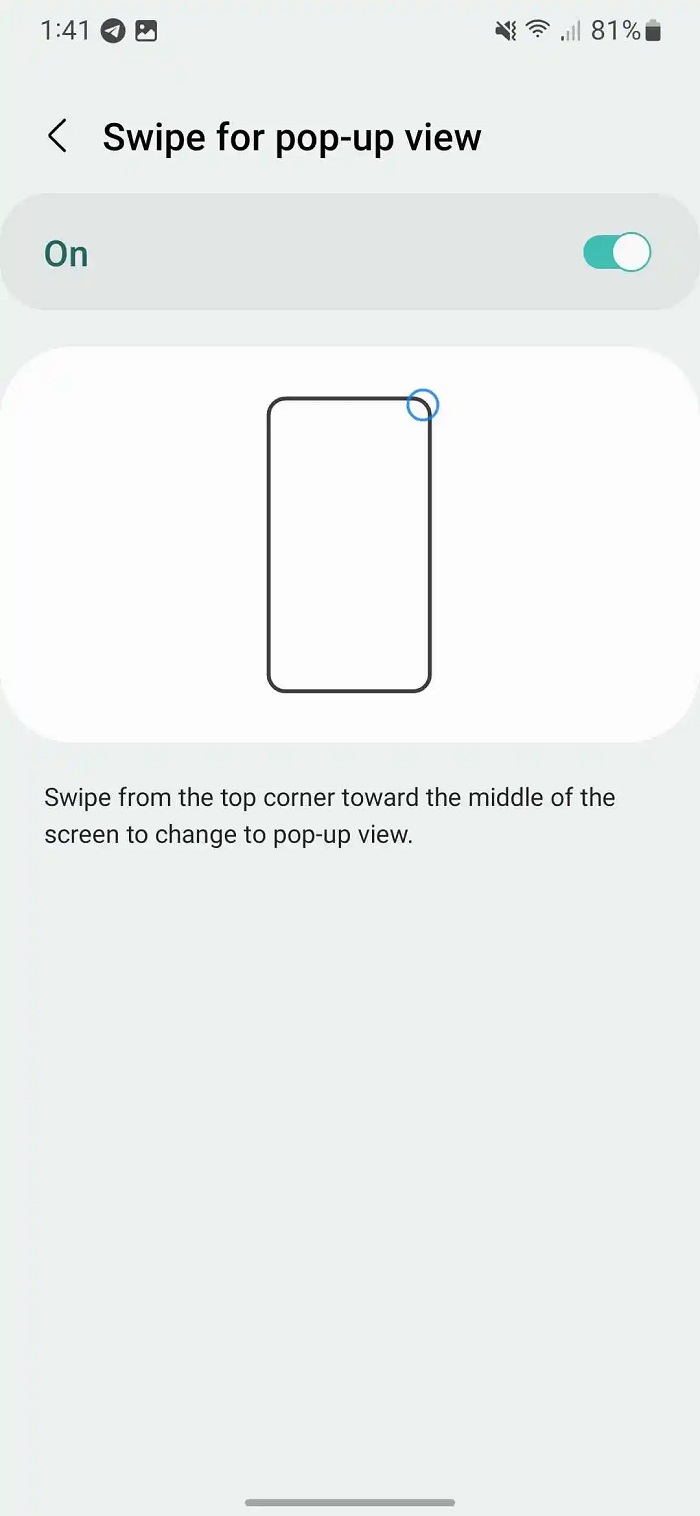 1:41 81%
Swipe for pop-up view
On
Swipe from the top corner toward the middle of the
screen to change to pop-up view.